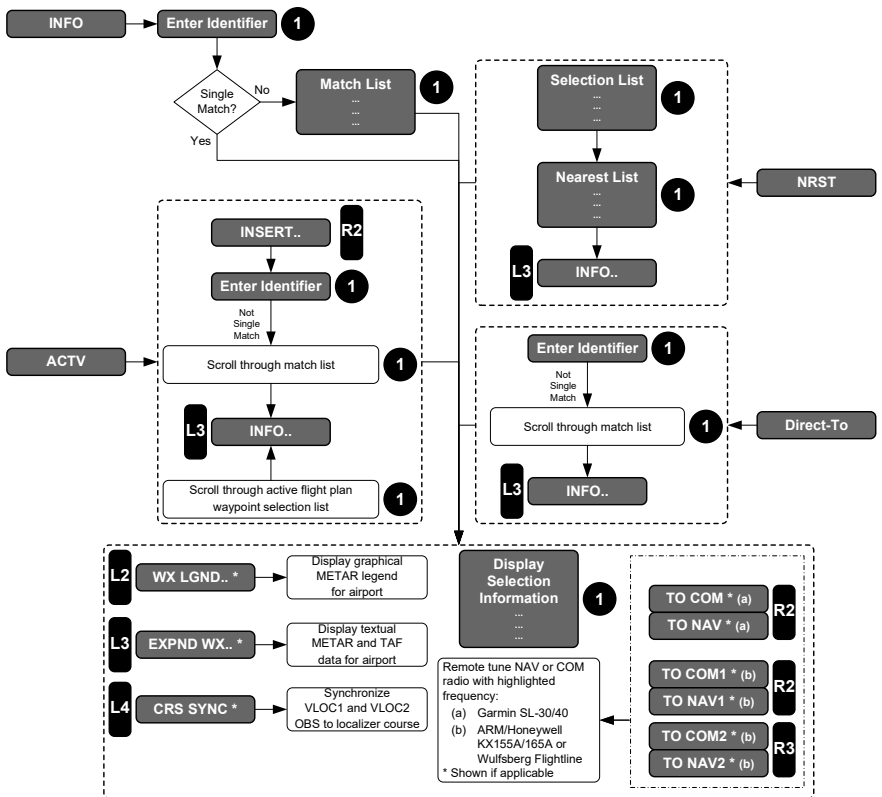 INFO
Enter Identifier
1
Single
Match?
No
Yes
Match List
...
...
...
1
Selection List
...
...
...
1
Nearest List
...
...
...
1
L3
INFO..
NRST
INSERT..
R2
Enter Identifier
1
Not
Single
Match
ACTV
Scroll through match list
1
L3
INFO..
Scroll through active flight plan
waypoint selection list
1
Enter Identifier
1
Not
Single
Match
Scroll through match list
1
Direct-To
L3
INFO..
L2
WX LGND.. *
Display graphical
METAR legend
for airport
L3
EXPND WX.. *
Display textual
METAR and TAF
data for airport
L4
CRS SYNC *
Synchronize
VLOC1 and VLOC2
OBS to localizer course
Display
Selection
Information
...
...
...
1
Remote tune NAV or COM
radio with highlighted
frequency:
(a) Garmin SL-30/40
(b) ARM/Honeywell
KX155A/165A or
Wulfsberg Flightline
* Shown if applicable
TO COM * (a)
TO NAV * (a)
R2
TO COM1 * (b)
TO NAV1 * (b)
R2
TO COM2 * (b)
TO NAV2 * (b)
R3